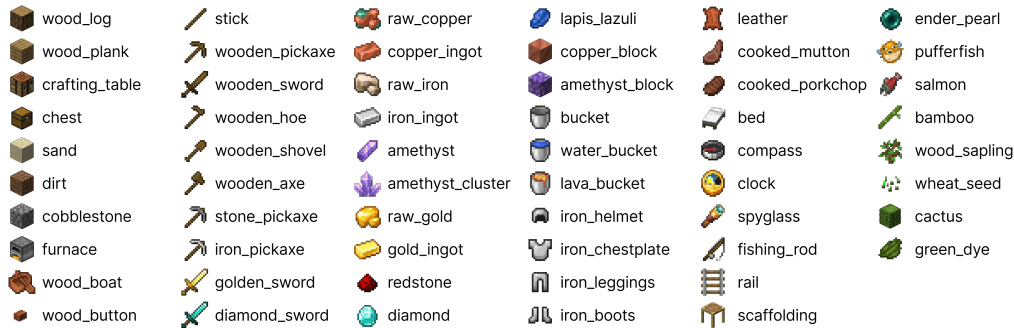 wood_log
wood_plank
crafting_table
chest
sand
dirt
cobblestone
furnace
wood_boat
wood_button
stick
wooden_pickaxe
wooden_sword
wooden_hoe
wooden_shovel
wooden_axe
stone_pickaxe
iron_pickaxe
golden_sword
diamond_sword
raw_copper
copper_ingot
raw_iron
iron_ingot
amethyst
amethyst_cluster
raw_gold
gold_ingot
redstone
diamond
lapis_lazuli
copper_block
amethyst_block
bucket
water_bucket
lava_bucket
iron_helmet
iron_chestplate
iron_leggings
iron_boots
leather
cooked_mutton
cooked_porkchop
bed
compass
clock
spyglass
fishing_rod
rail
scaffolding
ender_pearl
pufferfish
salmon
bamboo
wood_sapling
wheat_seed
cactus
green_dye